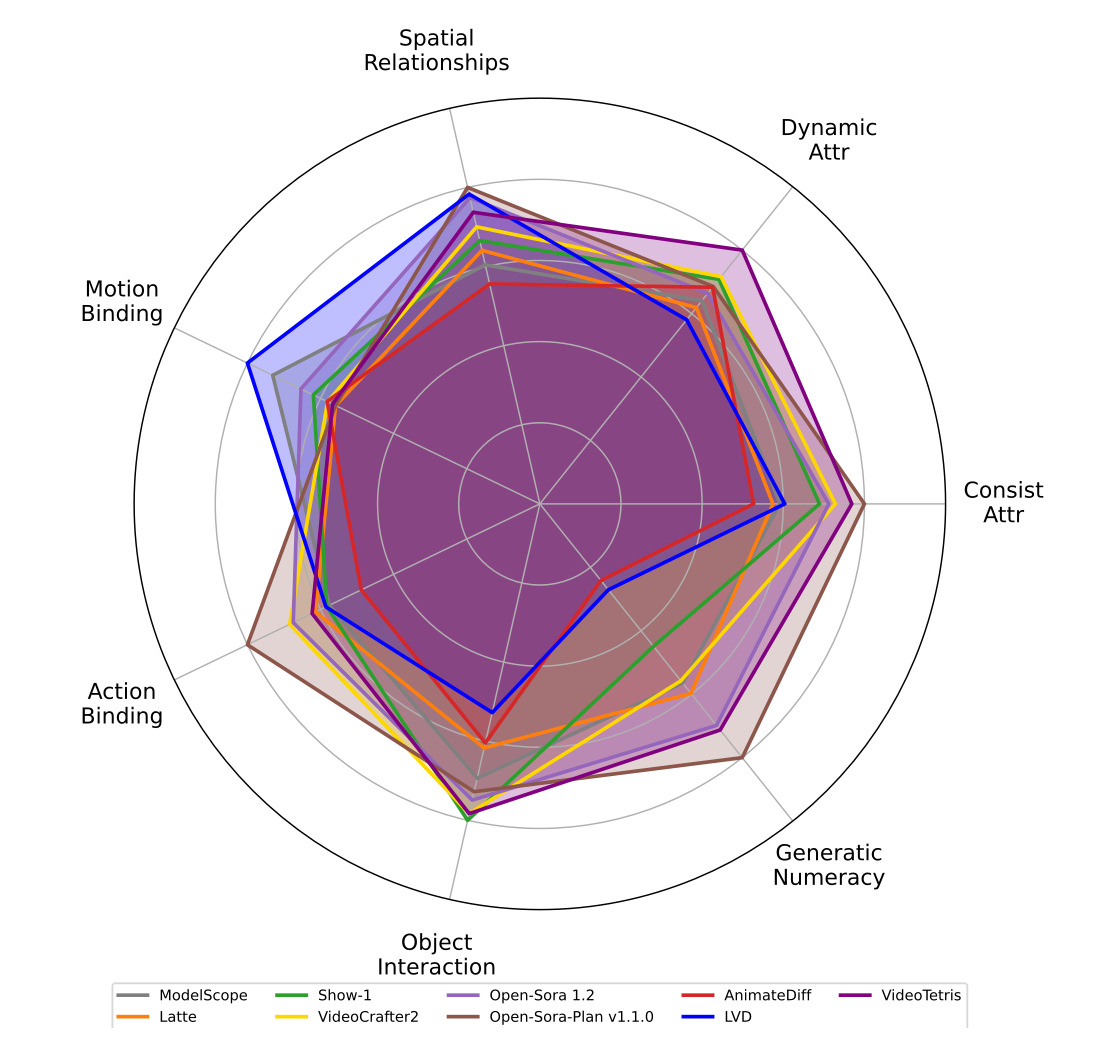 Spatial
Relationships
Dynamic
Attr
Motion
Binding
Consist
Attr
Action
Binding
Generatic
Numeracy
Object
Interaction
ModelScope
Show-1
Open-Sora 1.2
AnimateDiff
VideoTetris
Latte
VideoCrafter2
Open-Sora-Plan v1.1.0
LVD